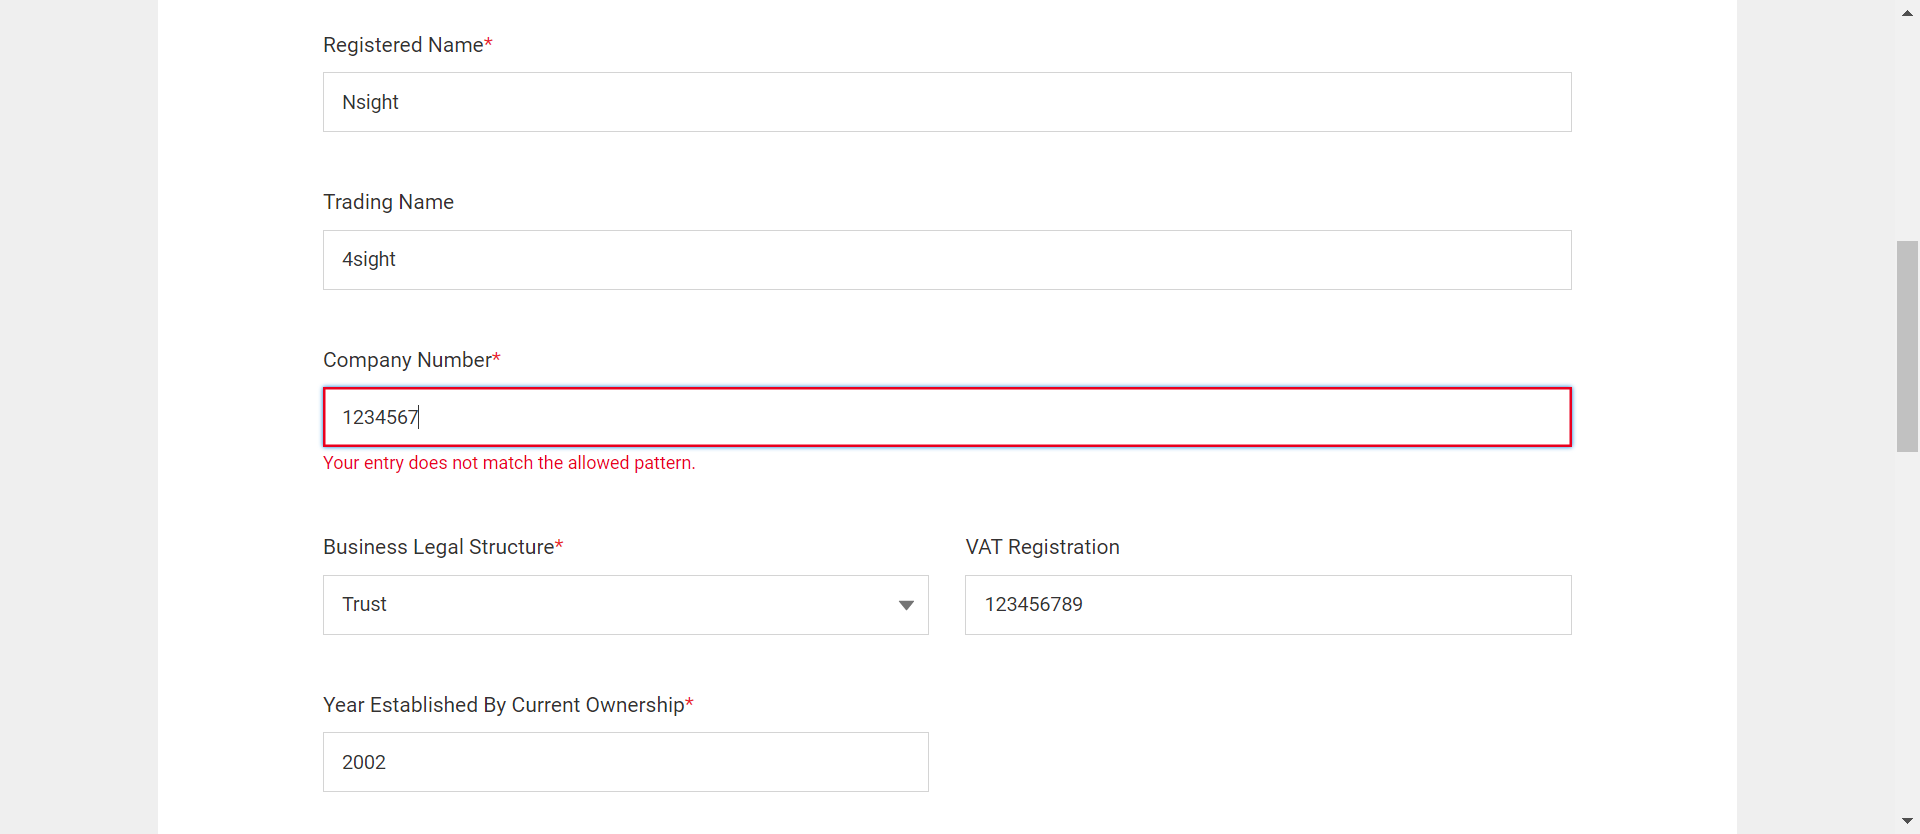 Registered Name*
Nsight
Trading Name
4sight
Company Number*
1234567
Your entry does not match the allowed pattern.
Business Legal Structure*
VAT Registration
Trust
123456789
Year Established By Current Ownership*
2002